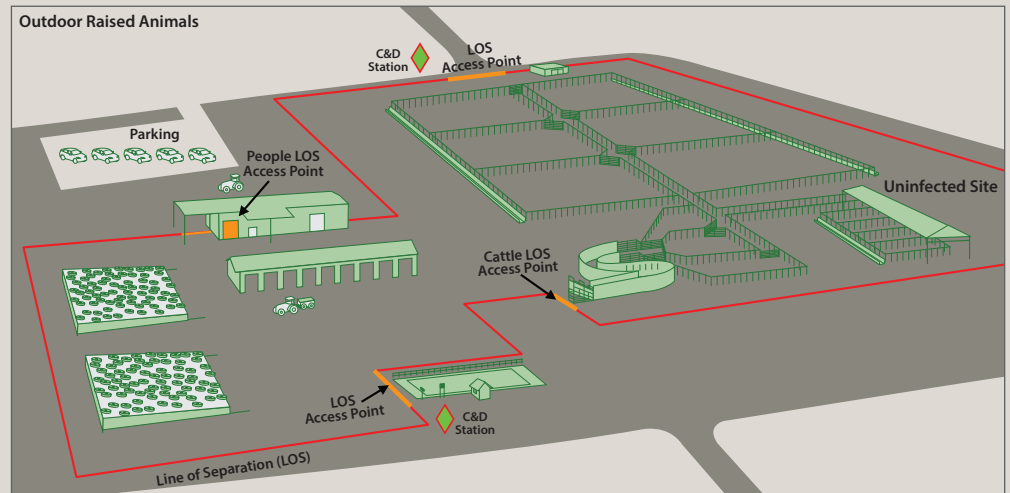 Outdoor Raised Animals
C&D
Station
LOS
Access Point
Parking
People LOS
Access Point
Uninfected Site
Cattle LOS
Access Point
LOS
Access Point
C&D
Station
Line of Separation (LOS)